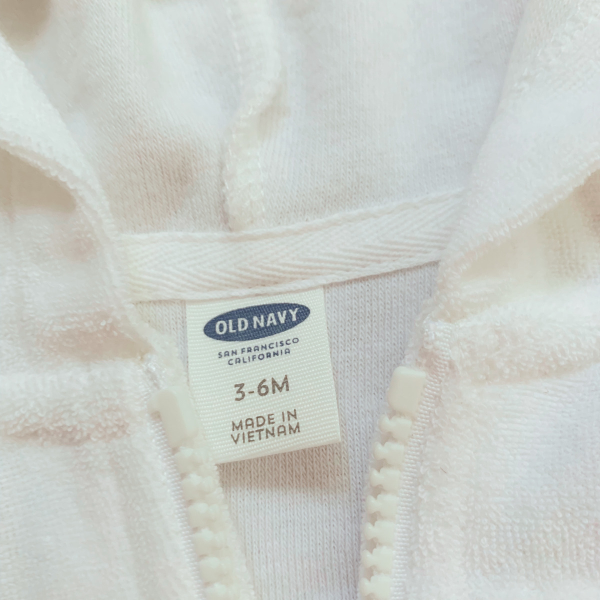 OLD NAVY
SAN FRANCISCO
CALIFORNIA
3-6M
MADE IN
VIETNAM